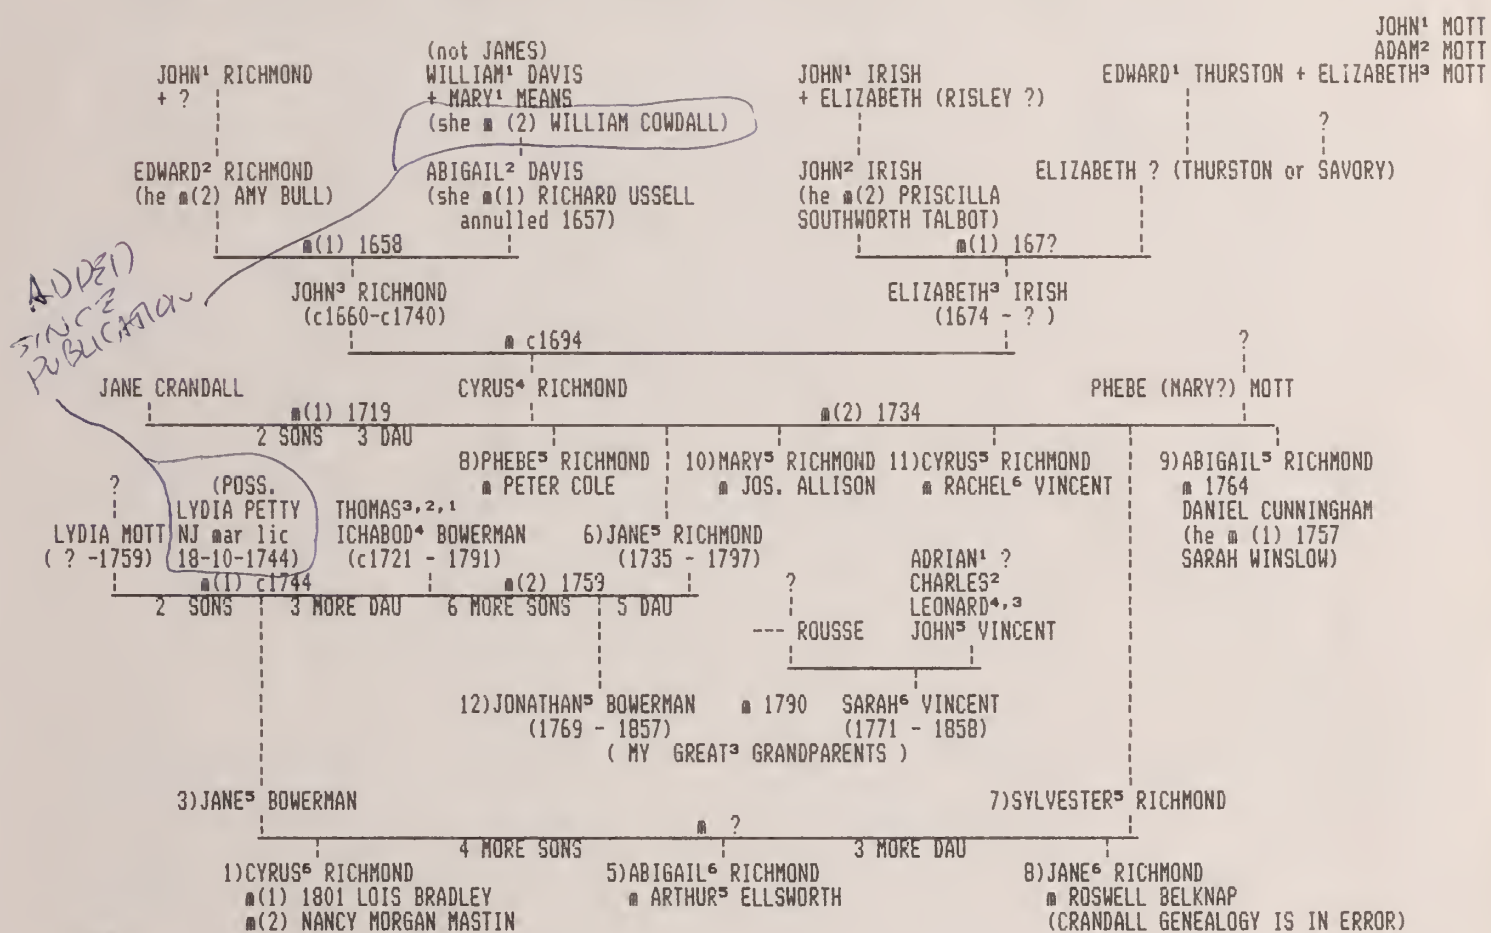 JOHN¹ MOTT
ADAM² MOTT
(not JAMES)
JOHN¹ RICHMOND WILLIAM¹ DAVIS JOHN¹ IRISH EDWARD¹ THURSTON + ELIZABETH³ MOTT
+ ? + MARY¹ MEANS + ELIZABETH (RISLEY ?)
(she m (2) WILLIAM COWDALL) ?
EDWARD² RICHMOND ABIGAIL² DAVIS JOHN² IRISH ELIZABETH ? (THURSTON or SAVORY)
(he m(2) AMY BULL) (she m(1) RICHARD USSELL (he m(2) PRISCILLA
annulled 1657) SOUTHWORTH TALBOT)
m(1) 1658 m(1) 167?
ADDED
SINCE
PUBLICATION
JOHN³ RICHMOND ELIZABETH³ IRISH
(c1660-c1740) (1674 - ? )
m c1694 ?
JANE CRANDALL CYRUS⁴ RICHMOND PHEBE (MARY?) MOTT
m(1) 1719 m(2) 1734
2 SONS 3 DAU
8)PHEBE⁵ RICHMOND 10)MARY⁵ RICHMOND 11)CYRUS⁵ RICHMOND 9)ABIGAIL⁵ RICHMOND
m PETER COLE m JOS. ALLISON m RACHEL⁶ VINCENT m 1764
? (POSS. DANIEL CUNNINGHAM
LYDIA PETTY THOMAS³,²,¹ (he m (1) 1757
LYDIA MOTT NJ mar lic ICHABOD⁴ BOWERMAN 6)JANE⁵ RICHMOND SARAH WINSLOW)
( ? -1759) 18-10-1744) (c1721 - 1791) (1735 - 1797) ADRIAN¹ ?
m(1) c1744 m(2) 1759 ? CHARLES²
2 SONS 3 MORE DAU 6 MORE SONS 5 DAU LEONARD⁴,³
--- ROUSSE JOHN⁵ VINCENT
12)JONATHAN⁵ BOWERMAN m 1790 SARAH⁶ VINCENT
(1769 - 1857) (1771 - 1858)
( MY GREAT³ GRANDPARENTS )
3)JANE⁵ BOWERMAN 7)SYLVESTER⁵ RICHMOND
m ?
4 MORE SONS 3 MORE DAU
1)CYRUS⁶ RICHMOND 5)ABIGAIL⁶ RICHMOND 8)JANE⁶ RICHMOND
m(1) 1801 LOIS BRADLEY m ARTHUR⁵ ELLSWORTH m ROSWELL BELKNAP
m(2) NANCY MORGAN MASTIN (CRANDALL GENEALOGY IS IN ERROR)